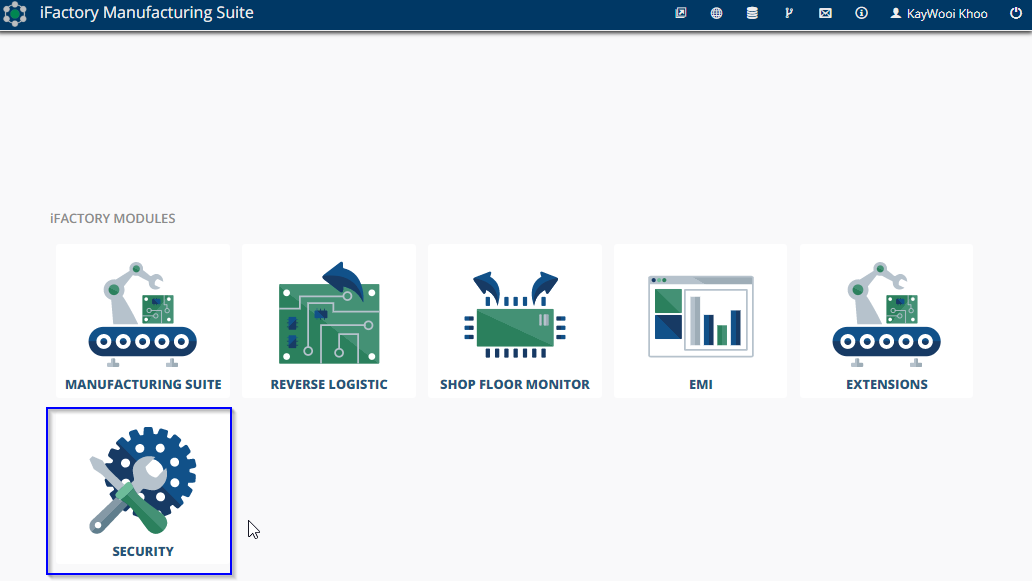 iFactory Manufacturing Suite
KayWooi Khoo
iFACTORY MODULES
MANUFACTURING SUITE
REVERSE LOGISTIC
SHOP FLOOR MONITOR
EMI
EXTENSIONS
SECURITY